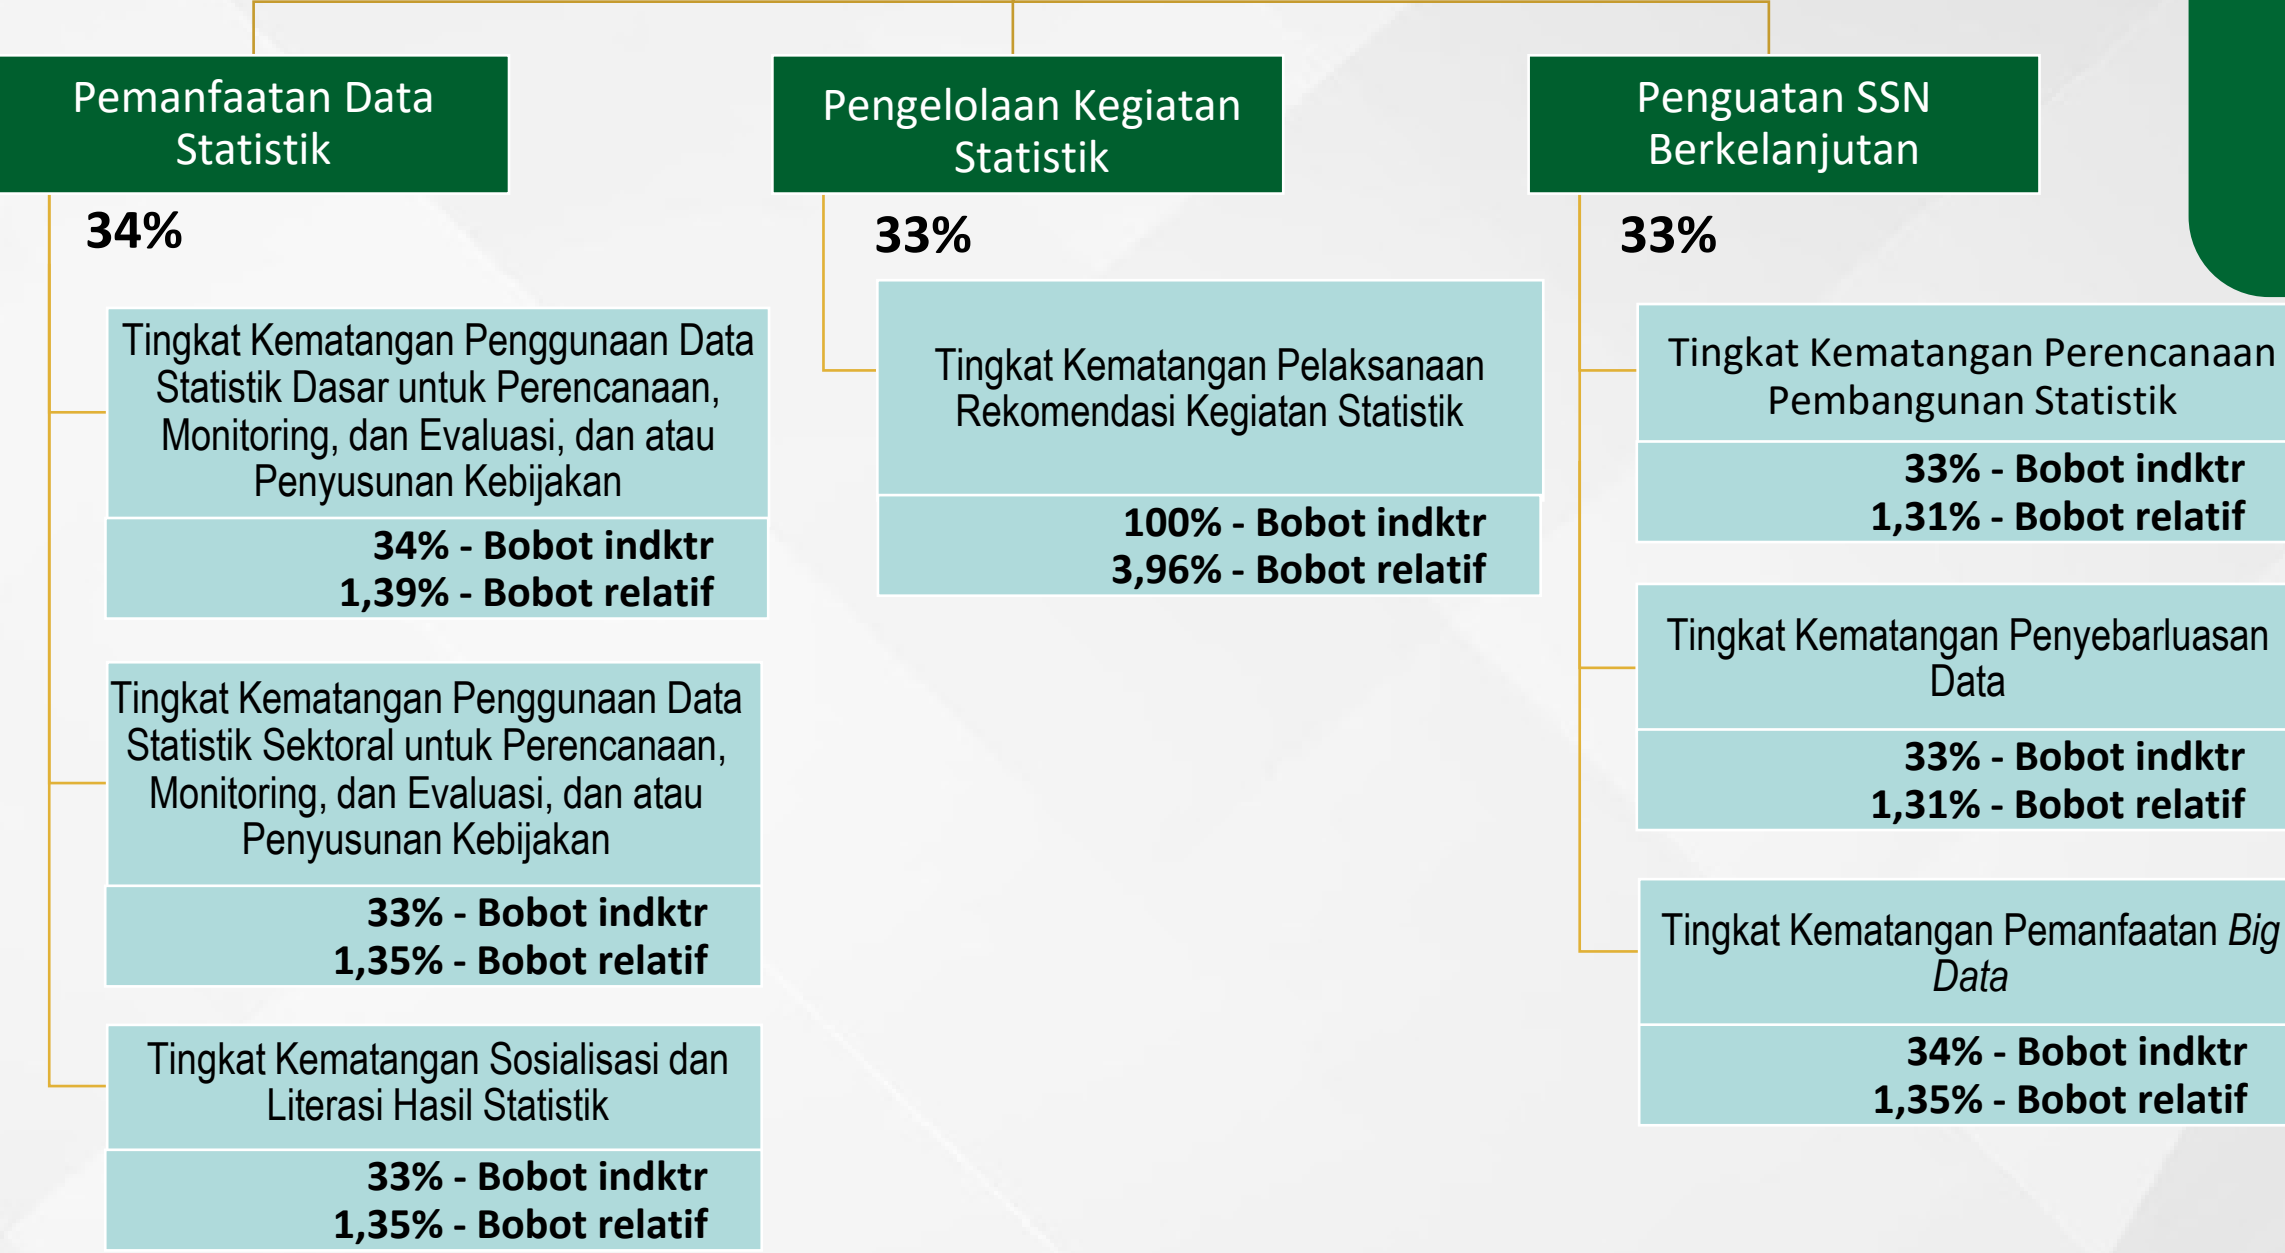 Pemanfaatan Data
Statistik
34%
Tingkat Kematangan Penggunaan Data
Statistik Dasar untuk Perencanaan,
Monitoring, dan Evaluasi, dan atau
Penyusunan Kebijakan
34% - Bobot indktr
1,39% - Bobot relatif
Tingkat Kematangan Penggunaan Data
Statistik Sektoral untuk Perencanaan,
Monitoring, dan Evaluasi, dan atau
Penyusunan Kebijakan
33% - Bobot indktr
1,35% - Bobot relatif
Tingkat Kematangan Sosialisasi dan
Literasi Hasil Statistik
33% - Bobot indktr
1,35% - Bobot relatif
Pengelolaan Kegiatan
Statistik
33%
Tingkat Kematangan Pelaksanaan
Rekomendasi Kegiatan Statistik
100% - Bobot indktr
3,96% - Bobot relatif
Penguatan SSN
Berkelanjutan
33%
Tingkat Kematangan Perencanaan
Pembangunan Statistik
33% - Bobot indktr
1,31% - Bobot relatif
Tingkat Kematangan Penyebarluasan
Data
33% - Bobot indktr
1,31% - Bobot relatif
Tingkat Kematangan Pemanfaatan Big
Data
34% - Bobot indktr
1,35% - Bobot relatif